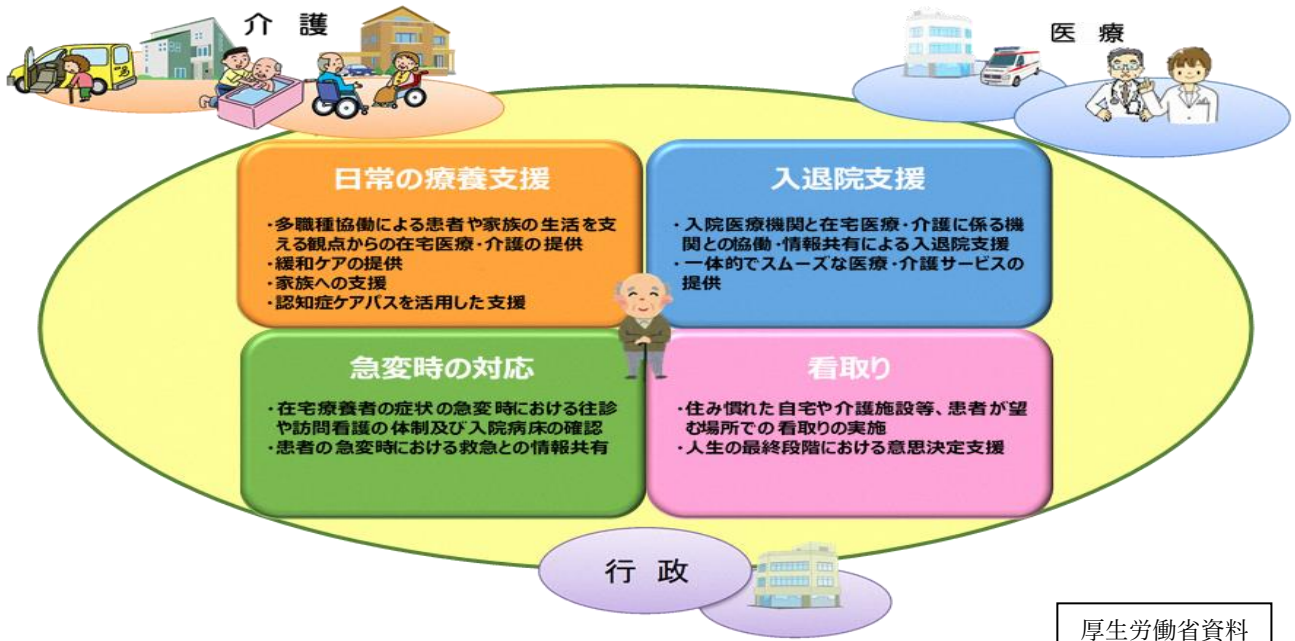 介 護
医 療
日常の療養支援
・多職種協働による患者や家族の生活を支
える観点からの在宅医療・介護の提供
・緩和ケアの提供
・家族への支援
・認知症ケアパスを活用した支援
入退院支援
・入院医療機関と在宅医療・介護に係る機
関との協働・情報共有による入退院支援
・一体的でスムーズな医療・介護サービスの
提供
急変時の対応
・在宅療養者の症状の急変時における往診
や訪問看護の体制及び入院病床の確認
・患者の急変時における救急との情報共有
看取り
・住み慣れた自宅や介護施設等、患者が望
む場所での看取りの実施
・人生の最終段階における意思決定支援
行 政
厚生労働省資料